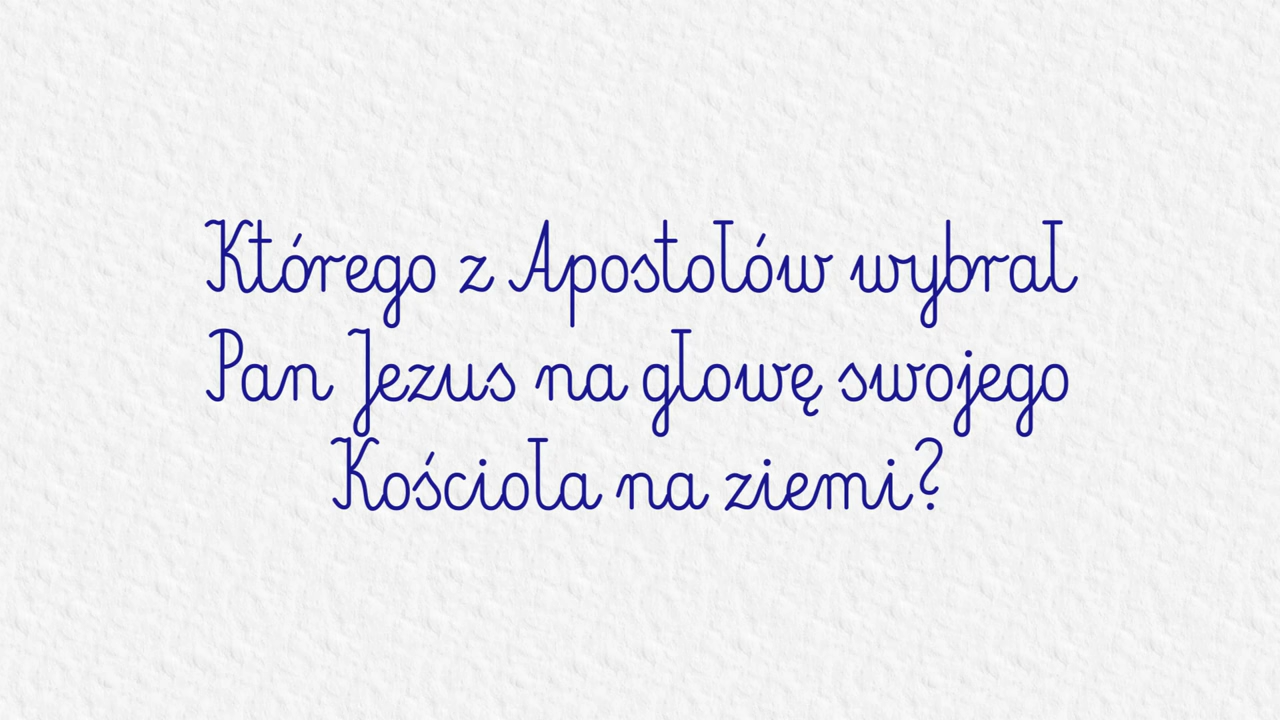 Którego z Apostołów wybrał
Pan Jezus na głowę swojego
Kościoła na ziemi?